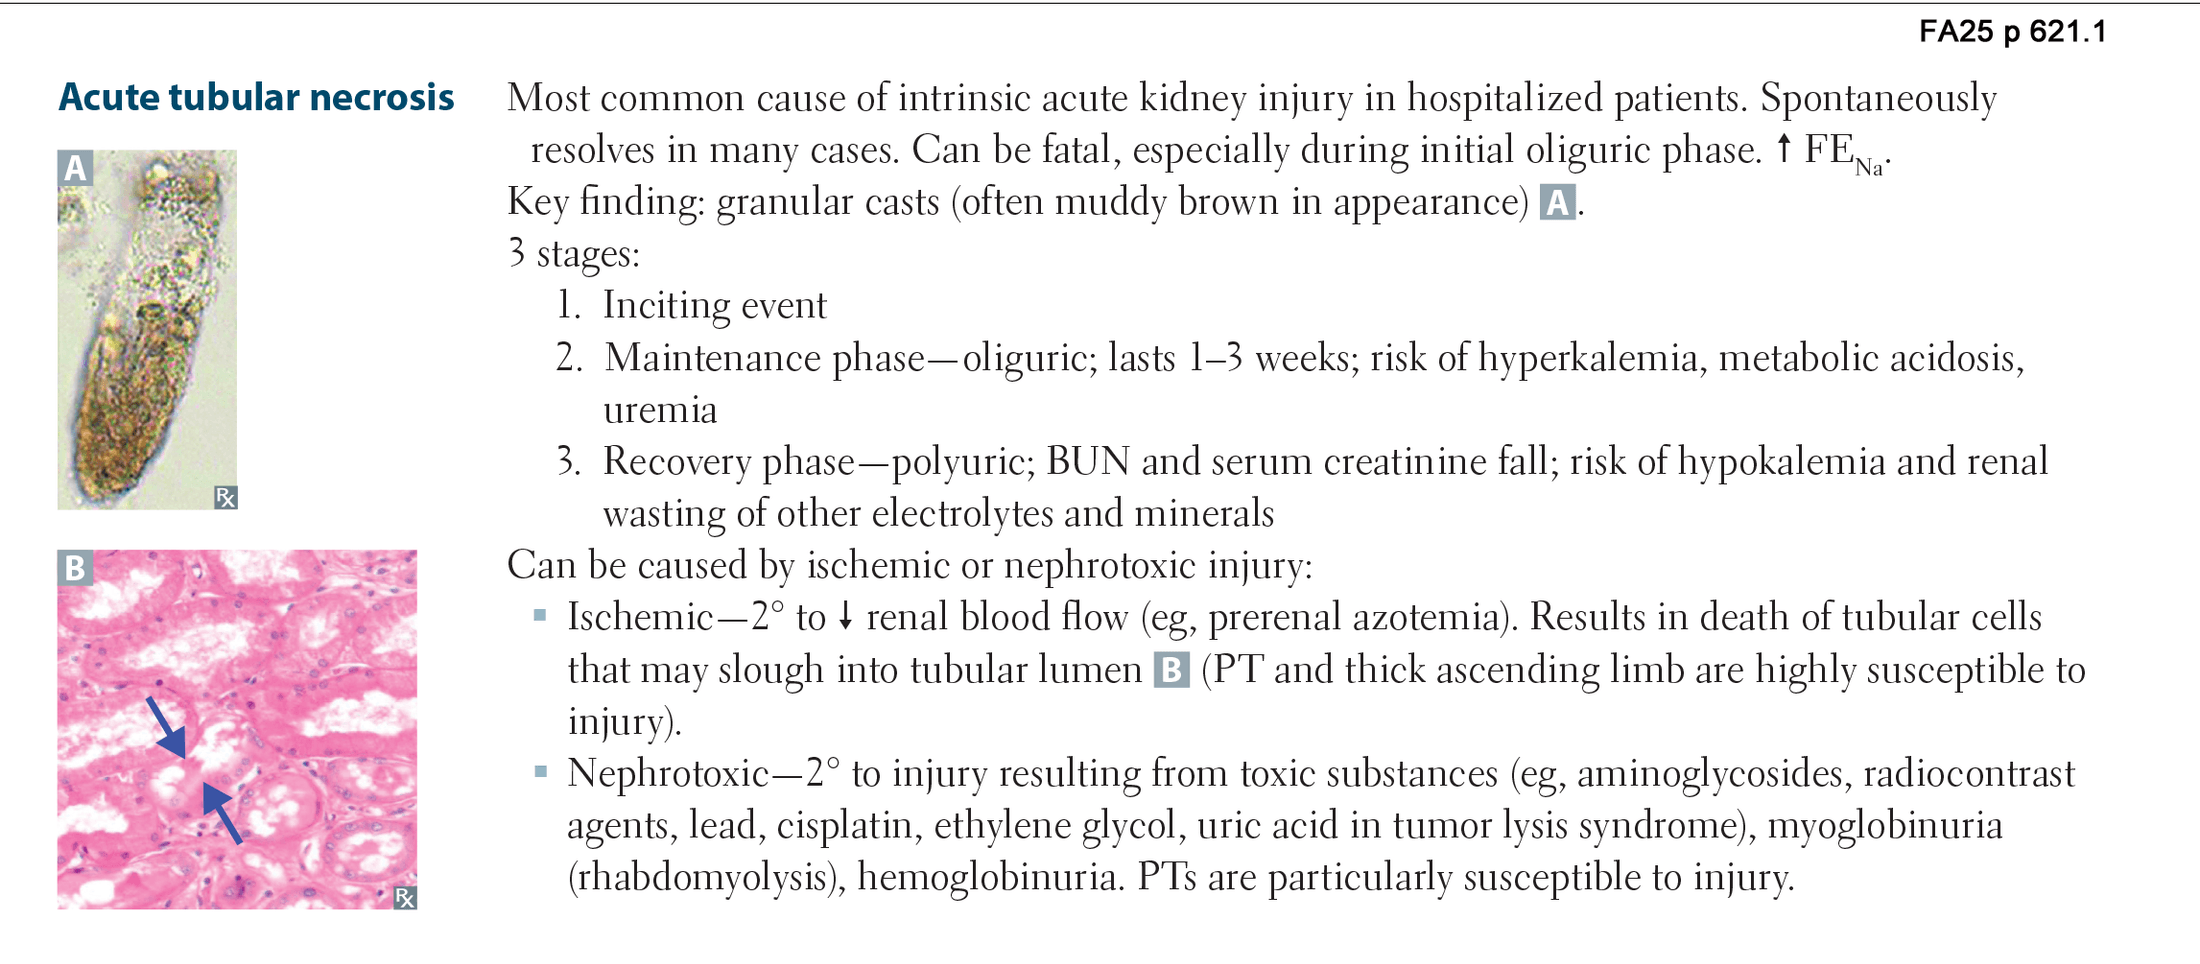 FA25 p 621.1
Acute tubular necrosis
A
℞
B
℞
Most common cause of intrinsic acute kidney injury in hospitalized patients. Spontaneously
resolves in many cases. Can be fatal, especially during initial oliguric phase. ↑ FENa.
Key finding: granular casts (often muddy brown in appearance) A.
3 stages:
1. Inciting event
2. Maintenance phase—oliguric; lasts 1–3 weeks; risk of hyperkalemia, metabolic acidosis,
uremia
3. Recovery phase—polyuric; BUN and serum creatinine fall; risk of hypokalemia and renal
wasting of other electrolytes and minerals
Can be caused by ischemic or nephrotoxic injury:
▪ Ischemic—2° to ↓ renal blood flow (eg, prerenal azotemia). Results in death of tubular cells
that may slough into tubular lumen B (PT and thick ascending limb are highly susceptible to
injury).
▪ Nephrotoxic—2° to injury resulting from toxic substances (eg, aminoglycosides, radiocontrast
agents, lead, cisplatin, ethylene glycol, uric acid in tumor lysis syndrome), myoglobinuria
(rhabdomyolysis), hemoglobinuria. PTs are particularly susceptible to injury.